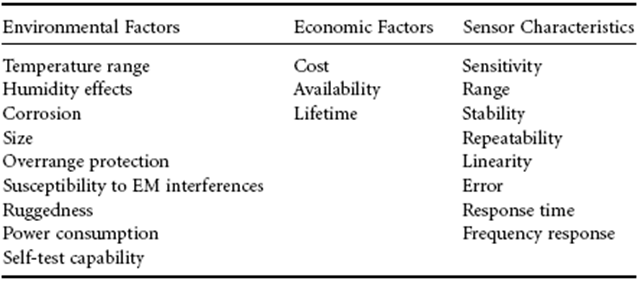 Environmental Factors Economic Factors Sensor Characteristics
Temperature range Cost Sensitivity
Humidity effects Availability Range
Corrosion Lifetime Stability
Size Repeatability
Overrange protection Linearity
Susceptibility to EM interferences Error
Ruggedness Response time
Power consumption Frequency response
Self-test capability